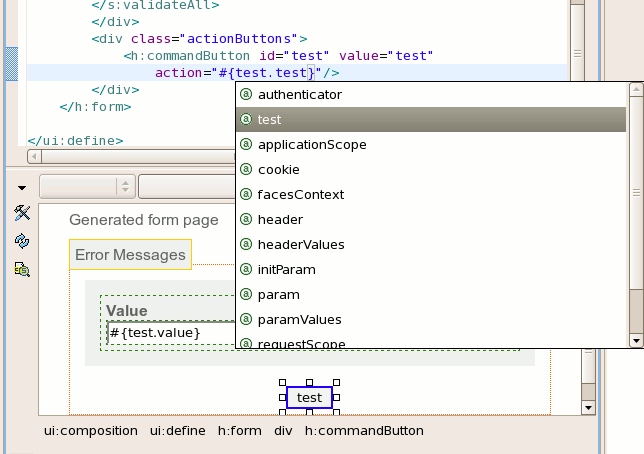 </s:validateAll>
</div>
<div class="actionButtons">
<h:commandButton id="test" value="test"
action="#{test.test}"/>
</div>
</h:form>
</ui:define>
authenticator
test
applicationScope
cookie
facesContext
header
headerValues
initParam
param
paramValues
requestScope
Generated form page
Error Messages
Value
#{test.value}
test
ui:composition ui:define h:form div h:commandButton